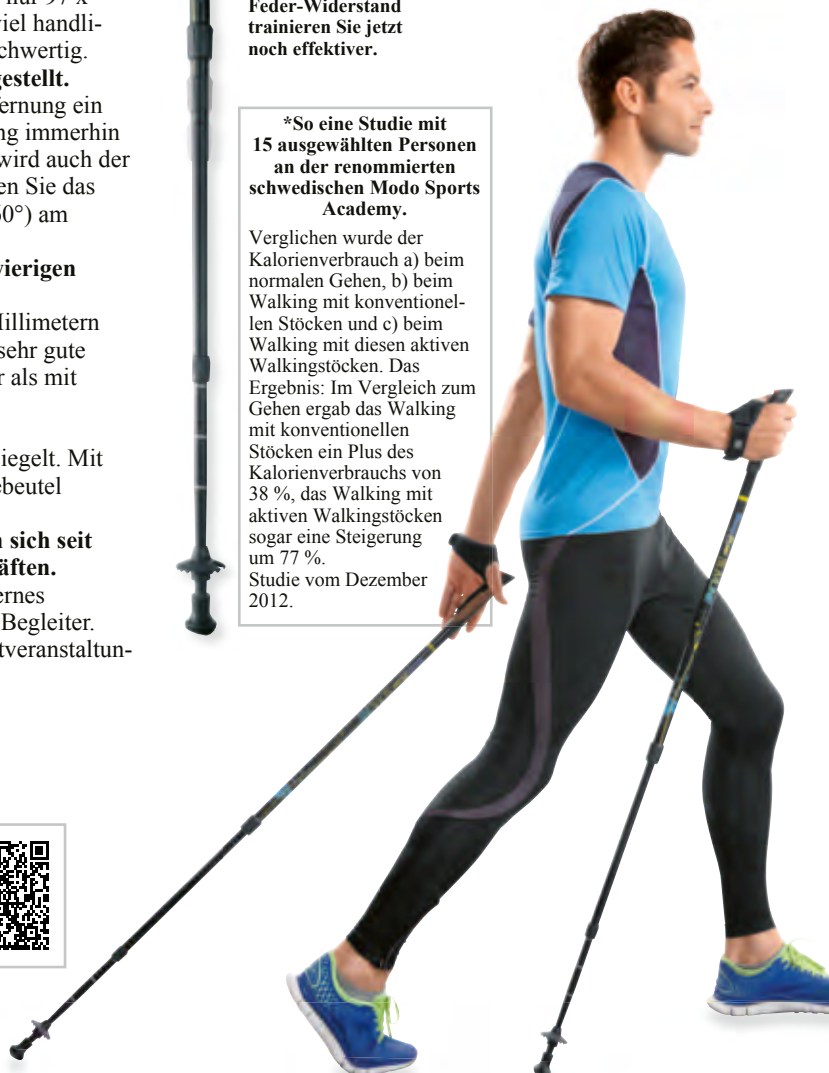 nur 97 x
viel handli-
chwertig.
gestellt.
fernung ein
ng immerhin
wird auch der
en Sie das
0°) am
vierigen
Millimetern
sehr gute
r als mit
iegelt. Mit
ebeutel
n sich seit
äften.
ernes
Begleiter.
tveranstaltun-
Feder-Widerstand
trainieren Sie jetzt
noch effektiver.
*So eine Studie mit
15 ausgewählten Personen
an der renommierten
schwedischen Modo Sports
Academy.
Verglichen wurde der
Kalorienverbrauch a) beim
normalen Gehen, b) beim
Walking mit konventionel-
len Stöcken und c) beim
Walking mit diesen aktiven
Walkingstöcken. Das
Ergebnis: Im Vergleich zum
Gehen ergab das Walking
mit konventionellen
Stöcken ein Plus des
Kalorienverbrauchs von
38 %, das Walking mit
aktiven Walkingstöcken
sogar eine Steigerung
um 77 %.
Studie vom Dezember
2012.